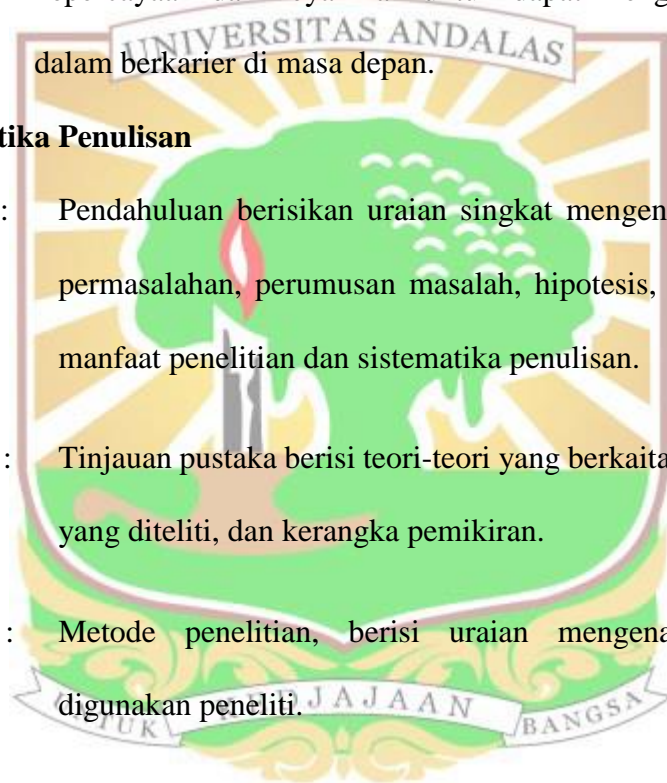 UNIVERSITAS ANDALAS
dalam berkarier di masa depan.
tika Penulisan
: Pendahuluan berisikan uraian singkat mengen
permasalahan, perumusan masalah, hipotesis,
manfaat penelitian dan sistematika penulisan.
: Tinjauan pustaka berisi teori-teori yang berkaita
yang diteliti, dan kerangka pemikiran.
: Metode penelitian, berisi uraian mengena
digunakan peneliti.
UNTUK KEDJAJAAN BANGSA